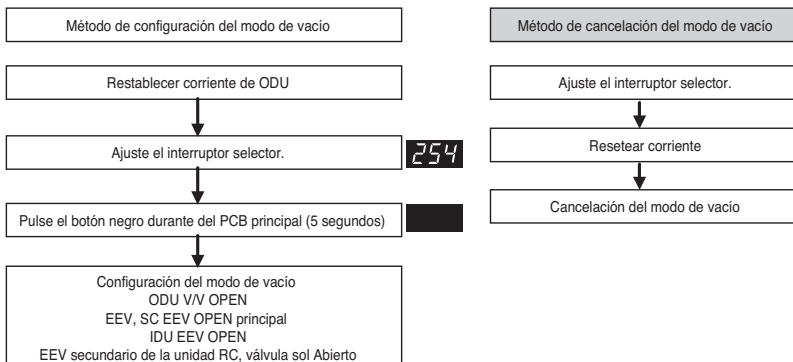 Método de configuración del modo de vacío
Restablecer corriente de ODU
Ajuste el interruptor selector.
254
Pulse el botón negro durante del PCB principal (5 segundos)
Configuración del modo de vacío
ODU V/V OPEN
EEV, SC EEV OPEN principal
IDU EEV OPEN
EEV secundario de la unidad RC, válvula sol Abierto
Método de cancelación del modo de vacío
Ajuste el interruptor selector.
Resetear corriente
Cancelación del modo de vacío